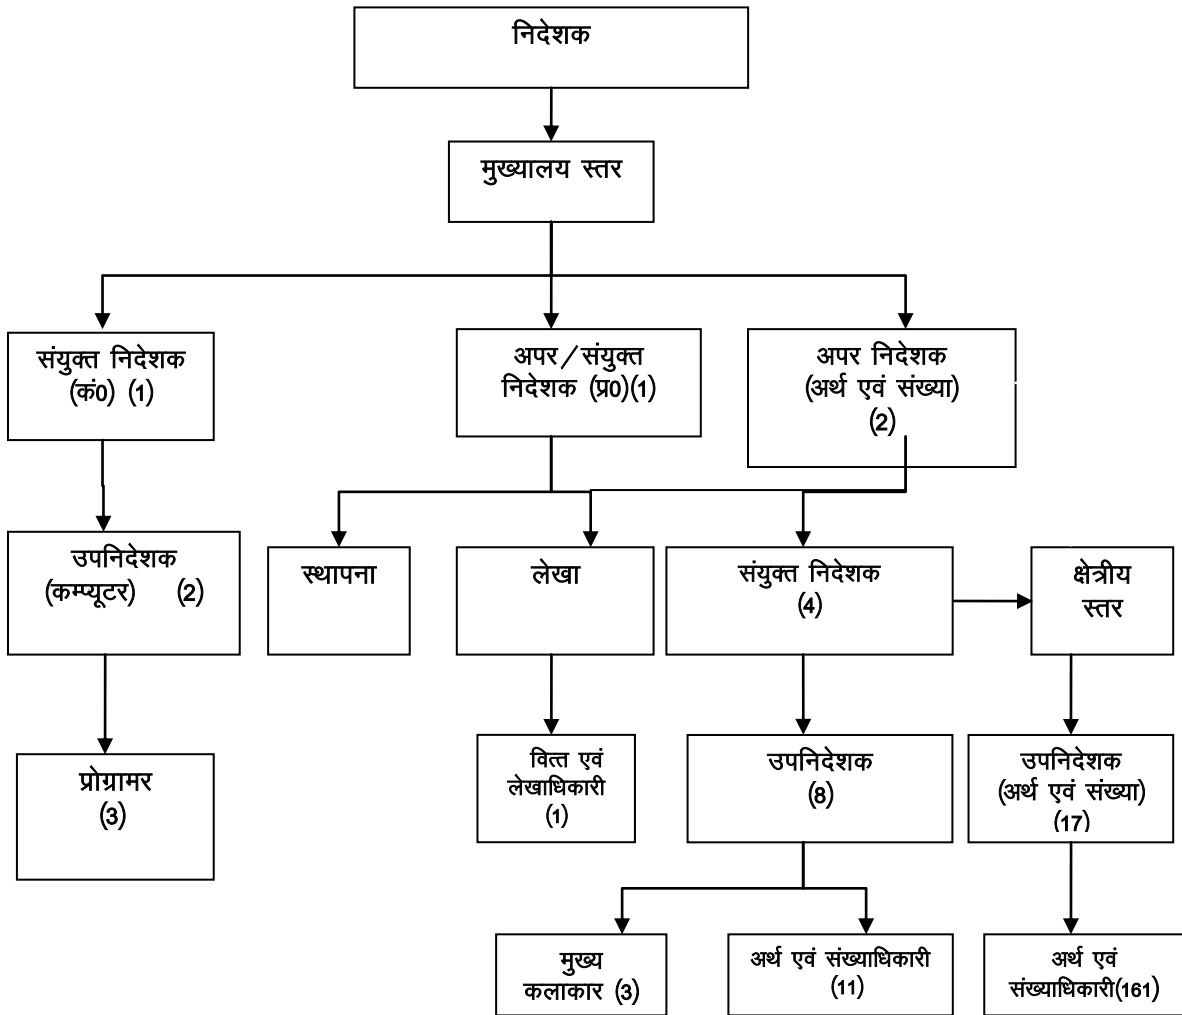 निदेशक
मुख्यालय स्तर
संयुक्त निदेशक
(कं0) (1)
अपर/संयुक्त
निदेशक (प्र0)(1)
अपर निदेशक
(अर्थ एवं संख्या)
(2)
उपनिदेशक
(कम्प्यूटर) (2)
स्थापना
लेखा
संयुक्त निदेशक
(4)
क्षेत्रीय
स्तर
प्रोग्रामर
(3)
वित्त एवं
लेखाधिकारी
(1)
उपनिदेशक
(8)
उपनिदेशक
(अर्थ एवं संख्या)
(17)
मुख्य
कलाकार (3)
अर्थ एवं संख्याधिकारी
(11)
अर्थ एवं
संख्याधिकारी(161)